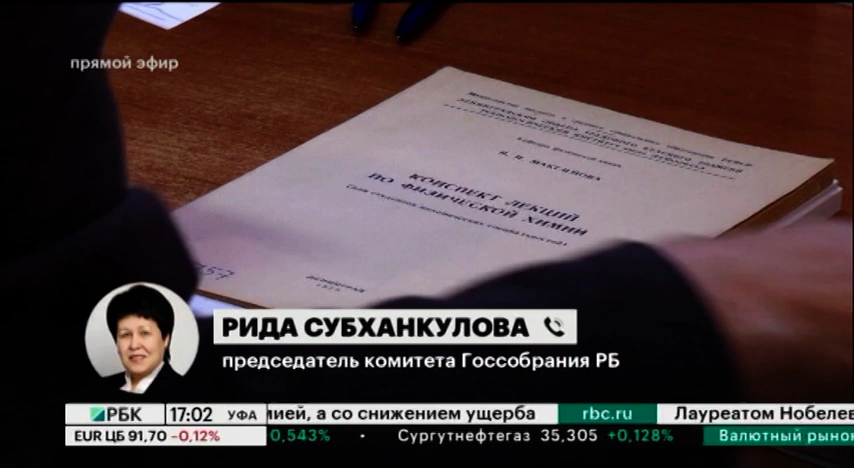 прямой эфир
КОНСПЕКТ ЛЕКЦИЙ
ПО ФИЗИЧЕСКОЙ ХИМИИ
РИДА СУБХАНКУЛОВА
председатель комитета Госсобрания РБ
РБК 17:02 УФА мией, а со снижением ущерба rbc.ru Лауреатом Нобелев
EUR ЦБ 91,70 -0,12% 0,543% • Сургутнефтегаз 35,305 +0,128% Валютный рынок